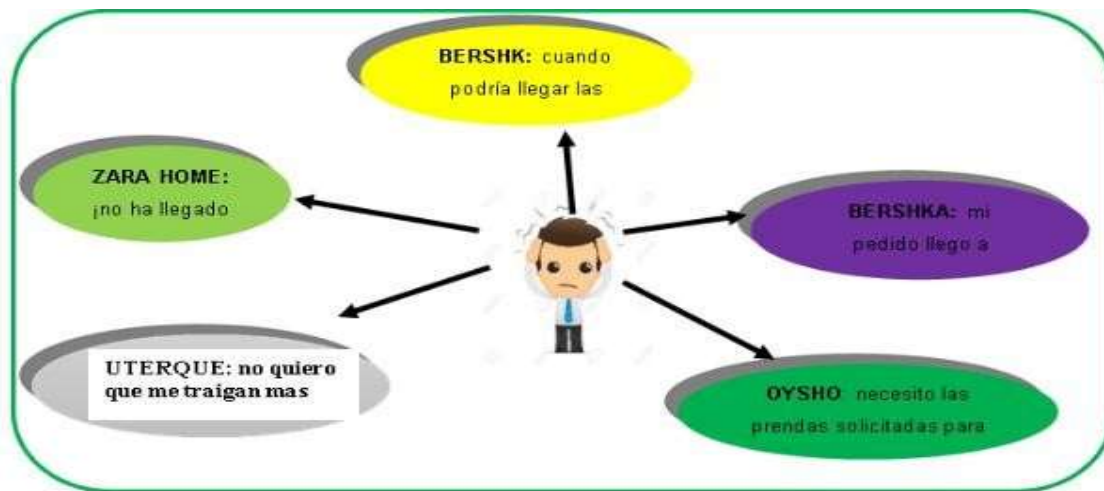 BERSHK: cuando
podría llegar las
ZARA HOME:
¡no ha llegado
BERSHKA: mi
pedido llego a
UTERQUE: no quiero
que me traigan mas
OYSHO: necesito las
prendas solicitadas para